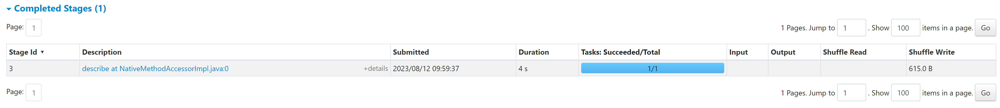 Completed Stages (1)
Page: 1
1 Pages. Jump to 1 . Show 100 items in a page. Go
Stage Id ▾ Description Submitted Duration Tasks: Succeeded/Total Input Output Shuffle Read Shuffle Write
3 describe at NativeMethodAccessorImpl.java:0 +details 2023/08/12 09:59:37 4 s 1/1 615.0 B
Page: 1
1 Pages. Jump to 1 . Show 100 items in a page. Go